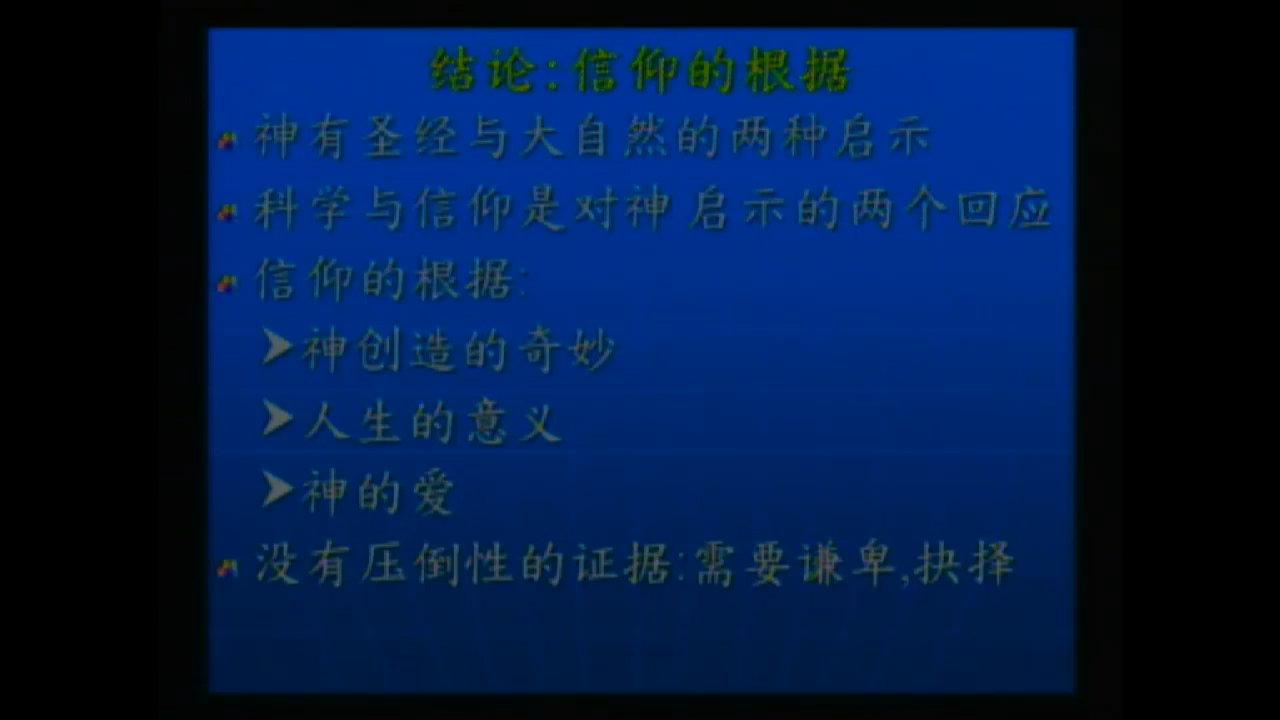 结论:信仰的根据
神有圣经与大自然的两种启示
科学与信仰是对神 启示的两个回应
信仰的根据:
神创造的奇妙
人生的意义
神的爱
没有压倒性的证据:需要谦卑,抉择